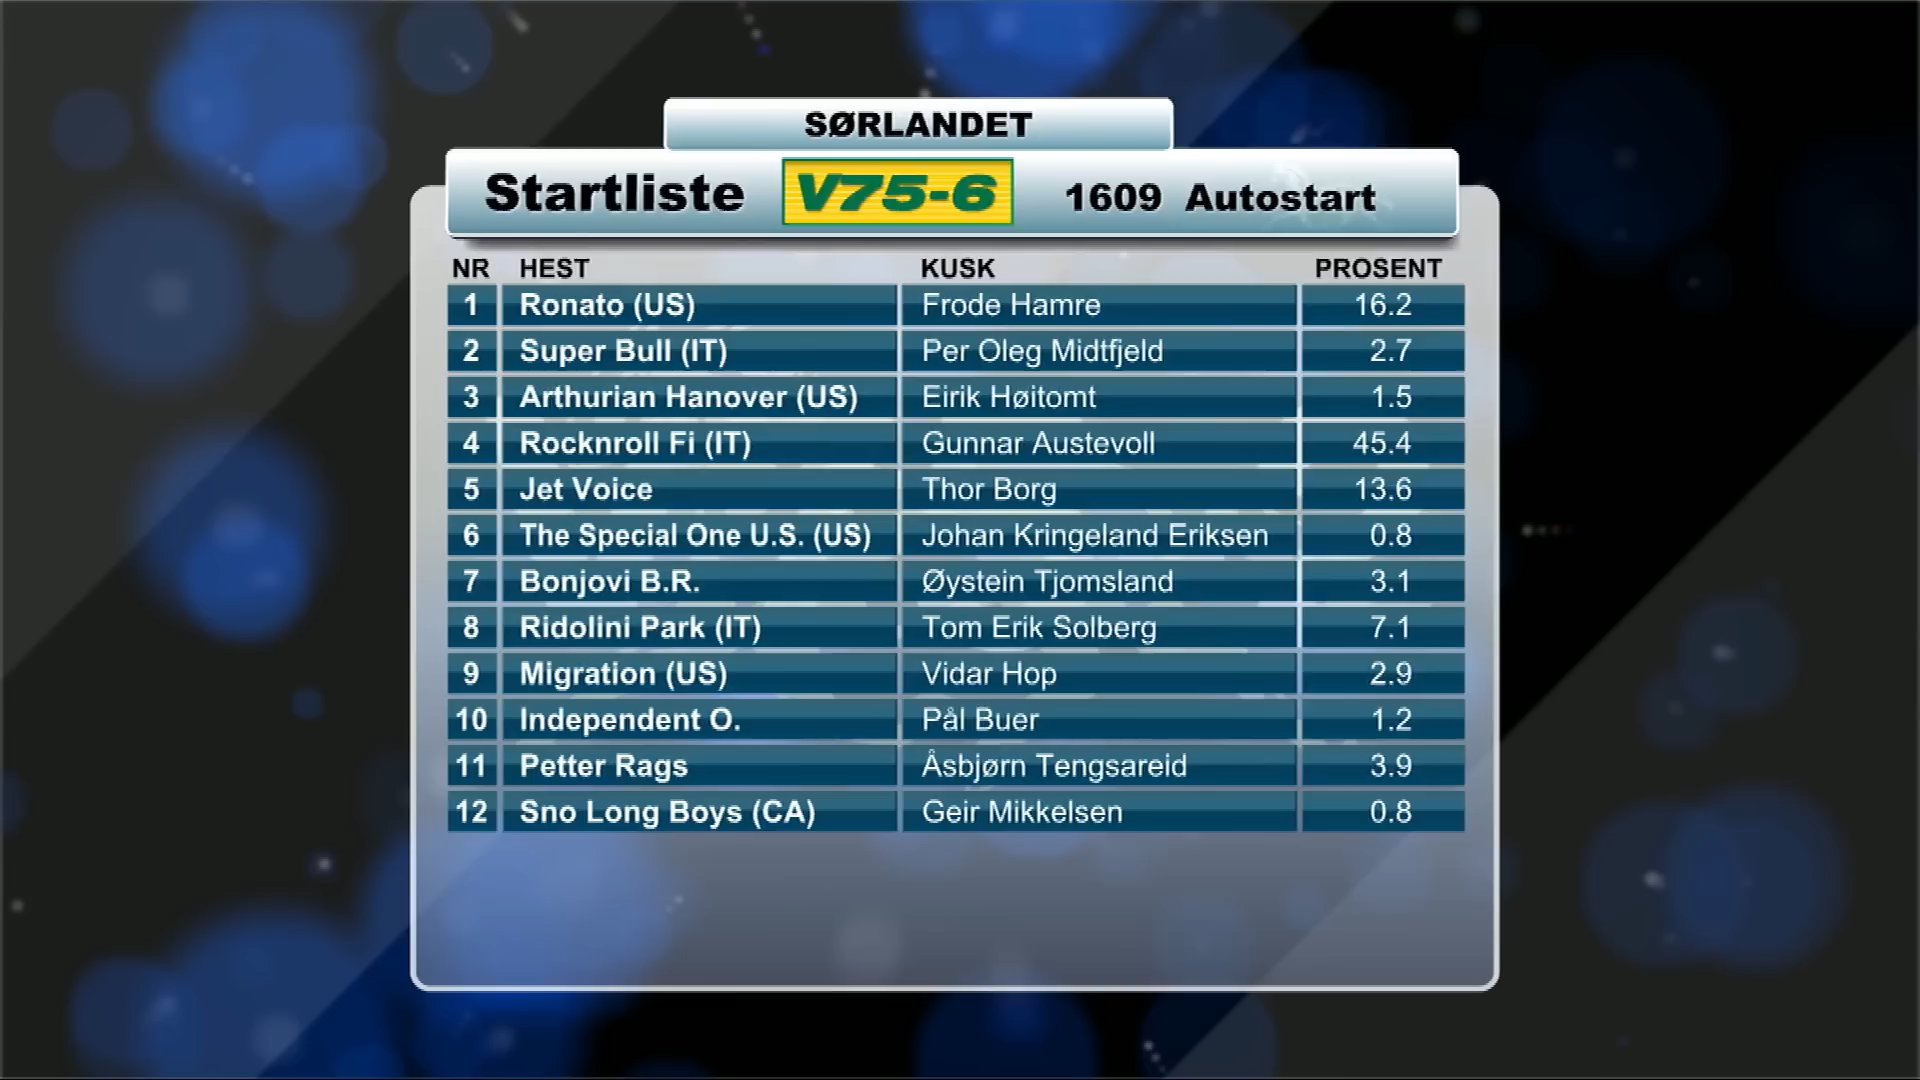 SØRLANDET
Startliste V75-6 1609 Autostart
NR HEST KUSK PROSENT
1 Ronato (US) Frode Hamre 16.2
2 Super Bull (IT) Per Oleg Midtfjeld 2.7
3 Arthurian Hanover (US) Eirik Høitomt 1.5
4 Rocknroll Fi (IT) Gunnar Austevoll 45.4
5 Jet Voice Thor Borg 13.6
6 The Special One U.S. (US) Johan Kringeland Eriksen 0.8
7 Bonjovi B.R. Øystein Tjomsland 3.1
8 Ridolini Park (IT) Tom Erik Solberg 7.1
9 Migration (US) Vidar Hop 2.9
10 Independent O. Pål Buer 1.2
11 Petter Rags Åsbjørn Tengsareid 3.9
12 Sno Long Boys (CA) Geir Mikkelsen 0.8